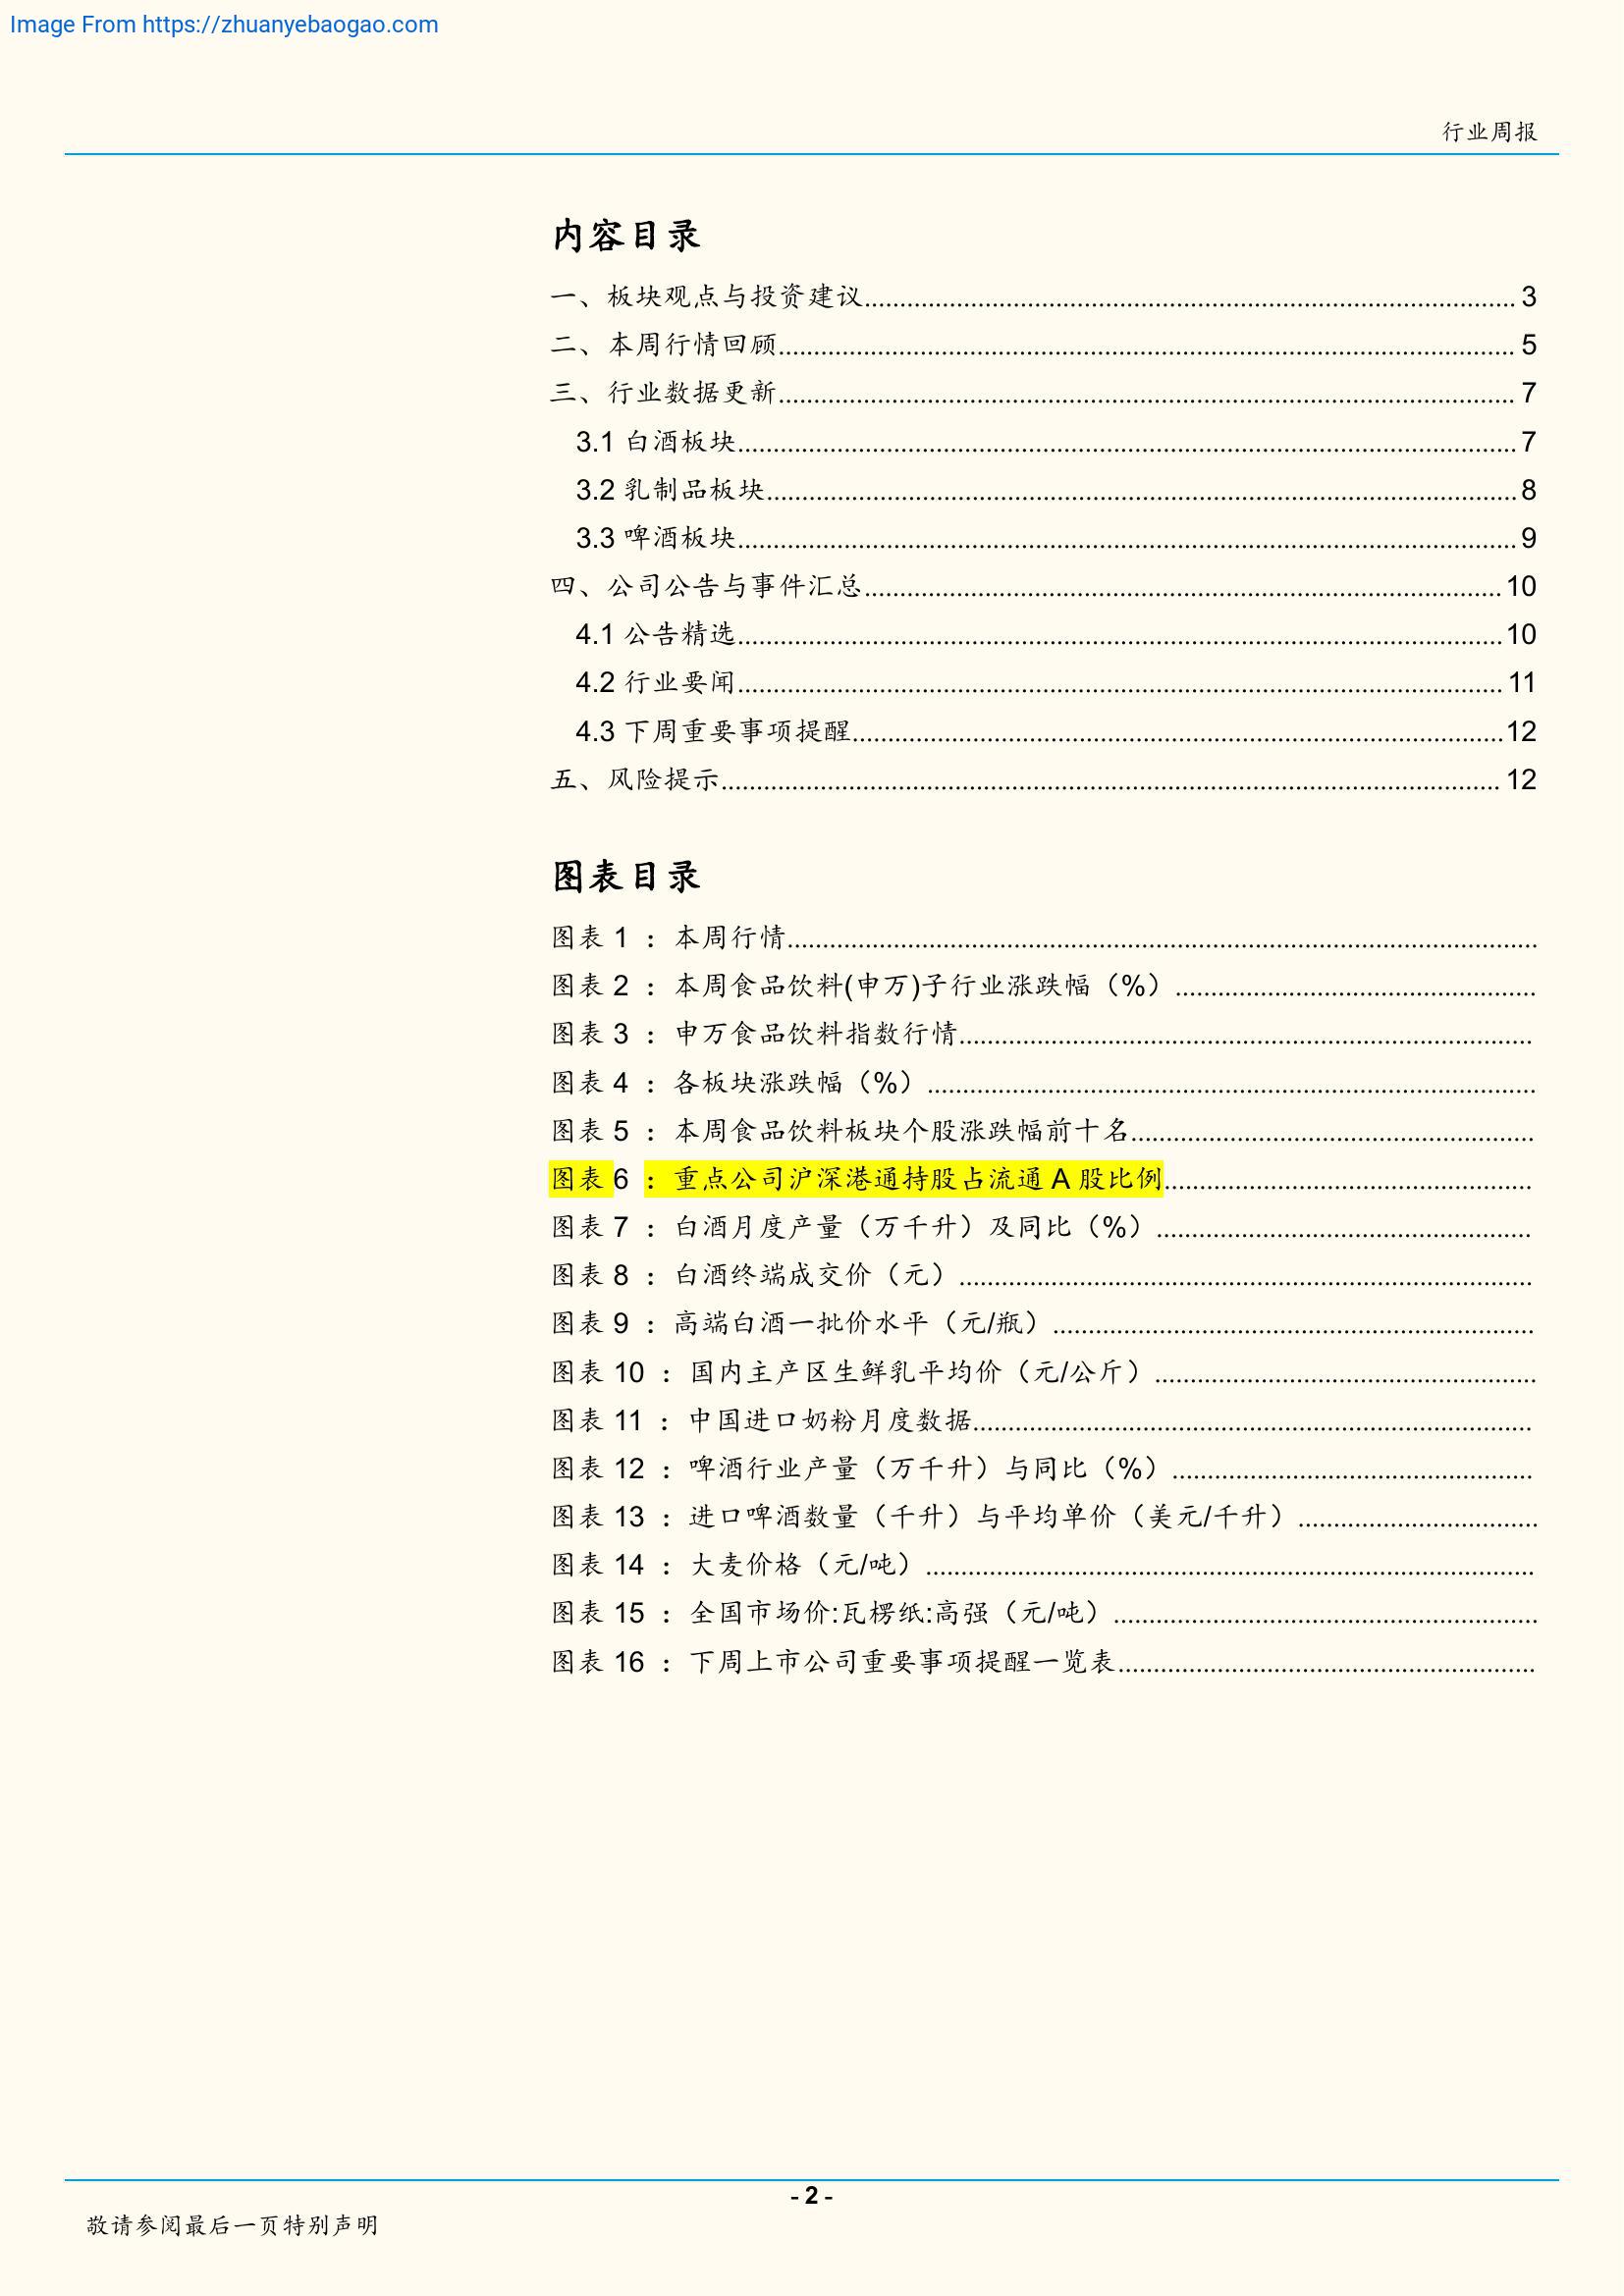 Image From https://zhuanyebaogao.com
行业周报
内容目录
一、板块观点与投资建议 3
二、本周行情回顾 5
三、行业数据更新 7
3.1 白酒板块 7
3.2 乳制品板块 8
3.3 啤酒板块 9
四、公司公告与事件汇总 10
4.1 公告精选 10
4.2 行业要闻 11
4.3 下周重要事项提醒 12
五、风险提示 12
图表目录
图表 1 ：本周行情
图表 2 ：本周食品饮料(申万)子行业涨跌幅（%）
图表 3 ：申万食品饮料指数行情
图表 4 ：各板块涨跌幅（%）
图表 5 ：本周食品饮料板块个股涨跌幅前十名
图表 6 ：重点公司沪深港通持股占流通 A 股比例
图表 7 ：白酒月度产量（万千升）及同比（%）
图表 8 ：白酒终端成交价（元）
图表 9 ：高端白酒一批价水平（元/瓶）
图表 10 ：国内主产区生鲜乳平均价（元/公斤）
图表 11 ：中国进口奶粉月度数据
图表 12 ：啤酒行业产量（万千升）与同比（%）
图表 13 ：进口啤酒数量（千升）与平均单价（美元/千升）
图表 14 ：大麦价格（元/吨）
图表 15 ：全国市场价:瓦楞纸:高强（元/吨）
图表 16 ：下周上市公司重要事项提醒一览表
- 2 -
敬请参阅最后一页特别声明